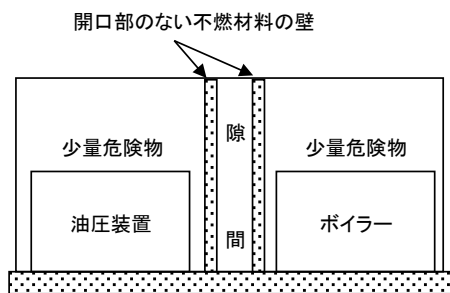 開口部のない不燃材料の壁
少量危険物
隙間
少量危険物
油圧装置
ボイラー